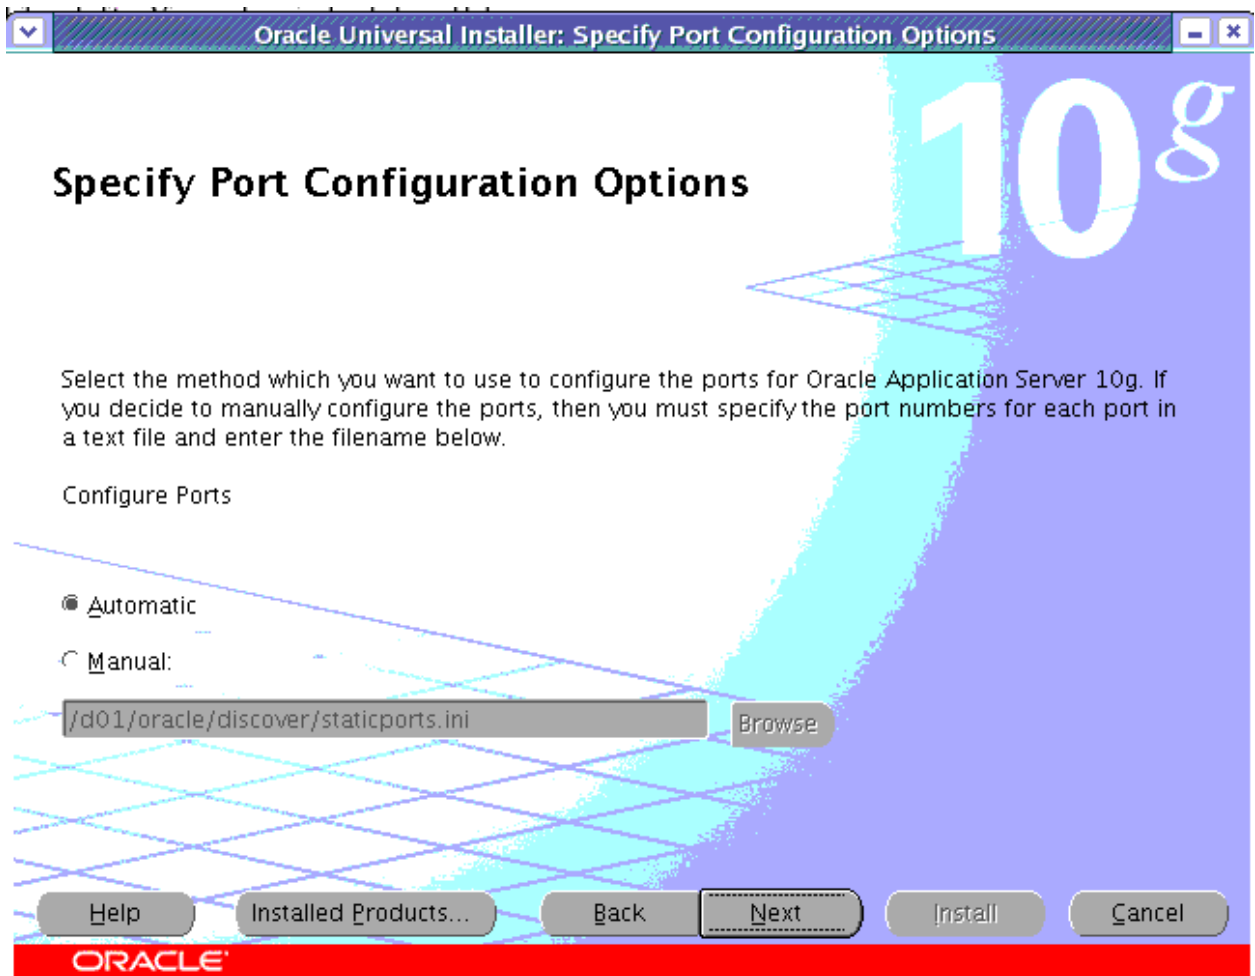 Oracle Universal Installer: Specify Port Configuration Options
10g
Specify Port Configuration Options
Select the method which you want to use to configure the ports for Oracle Application Server 10g. If
you decide to manually configure the ports, then you must specify the port numbers for each port in
a text file and enter the filename below.
Configure Ports
Automatic
Manual:
/d01/oracle/discover/staticports.ini
Browse
Help
Installed Products...
Back
Next
Install
Cancel
ORACLE